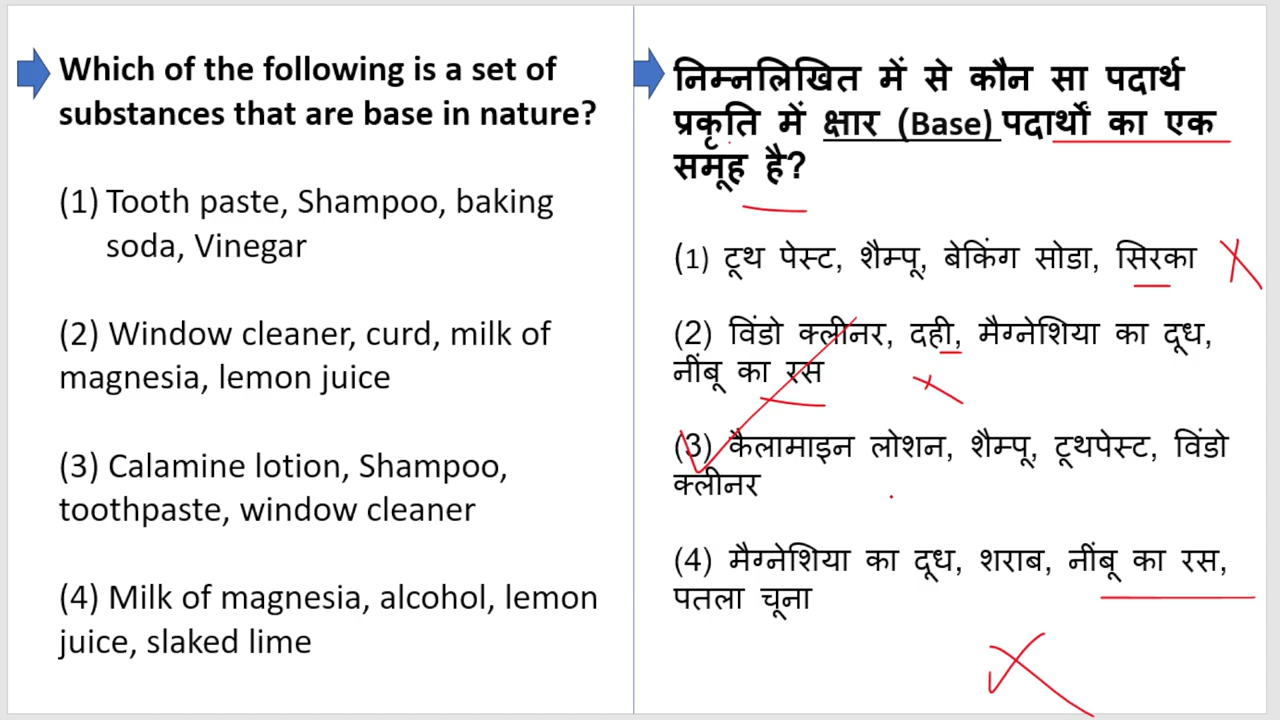 Which of the following is a set of
substances that are base in nature?
(1) Tooth paste, Shampoo, baking
soda, Vinegar
(2) Window cleaner, curd, milk of
magnesia, lemon juice
(3) Calamine lotion, Shampoo,
toothpaste, window cleaner
(4) Milk of magnesia, alcohol, lemon
juice, slaked lime
निम्नलिखित में से कौन सा पदार्थ
प्रकृति में क्षार (Base) पदार्थों का एक
समूह है?
(1) टूथ पेस्ट, शैम्पू, बेकिंग सोडा, सिरका
(2) विंडो क्लीनर, दही, मैग्नेशिया का दूध,
नींबू का रस
(3) कैलामाइन लोशन, शैम्पू, टूथपेस्ट, विंडो
क्लीनर
(4) मैग्नेशिया का दूध, शराब, नींबू का रस,
पतला चूना